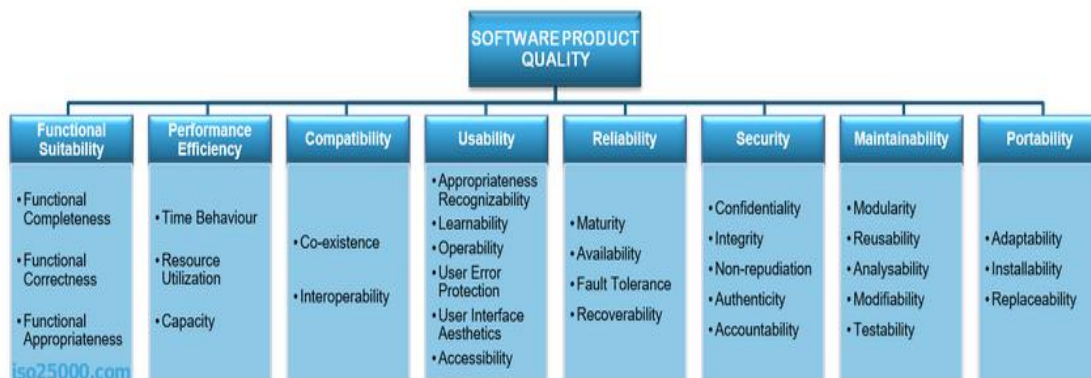 SOFTWARE PRODUCT
QUALITY
Functional
Suitability
• Functional
Completeness
• Functional
Correctness
• Functional
Appropriateness
Performance
Efficiency
• Time Behaviour
• Resource
Utilization
• Capacity
Compatibility
• Co-existence
• Interoperability
Usability
• Appropriateness
Recognizability
• Learnability
• Operability
• User Error
Protection
• User Interface
Aesthetics
• Accessibility
Reliability
• Maturity
• Availability
• Fault Tolerance
• Recoverability
Security
• Confidentiality
• Integrity
• Non-repudiation
• Authenticity
• Accountability
Maintainability
• Modularity
• Reusability
• Analysability
• Modifiability
• Testability
Portability
• Adaptability
• Installability
• Replaceability
iso25000.com